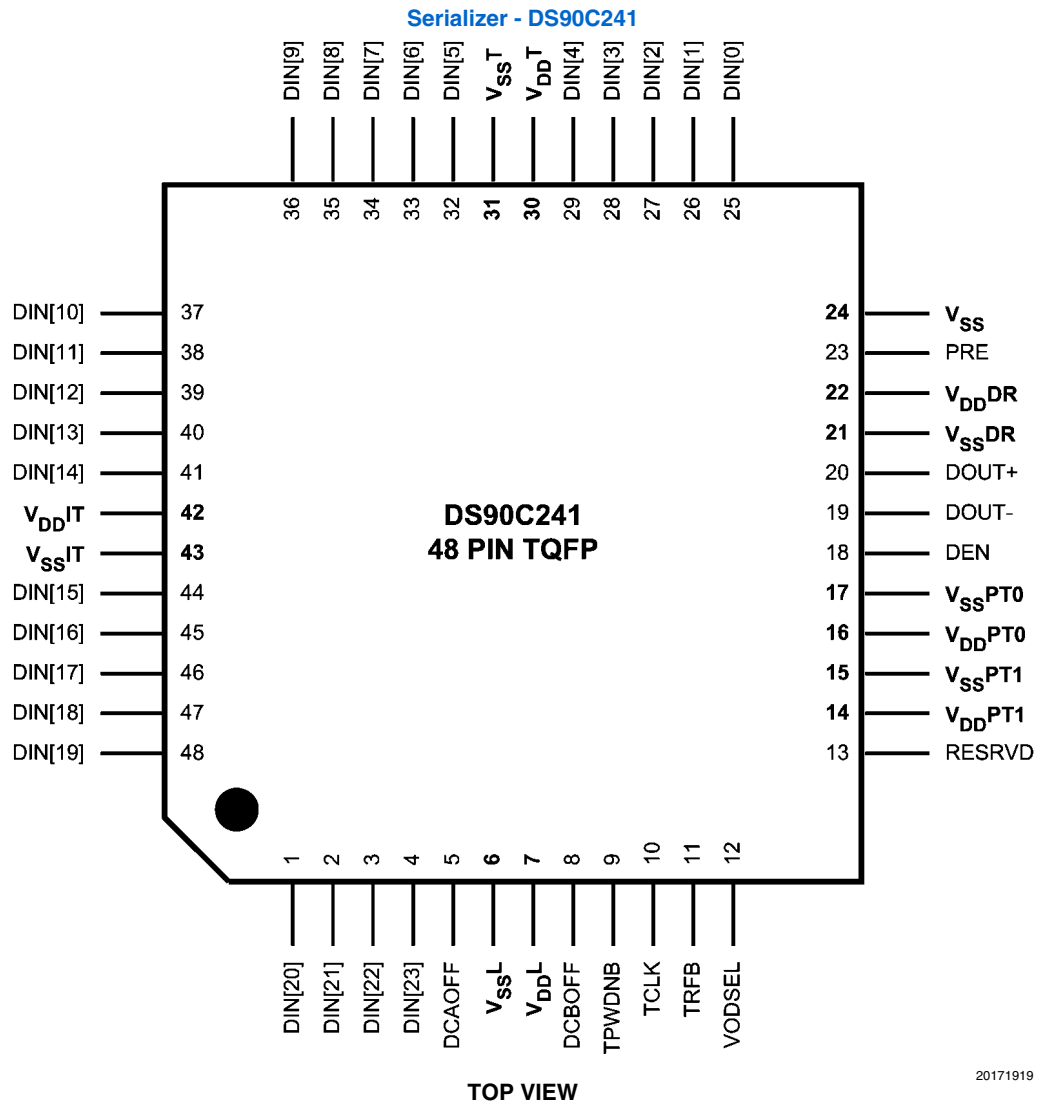 Serializer - DS90C241
DIN[9]
DIN[8]
DIN[7]
DIN[6]
DIN[5]
VSST
VDDT
DIN[4]
DIN[3]
DIN[2]
DIN[1]
DIN[0]
36
35
34
33
32
31
30
29
28
27
26
25
DIN[10] 37
DIN[11] 38
DIN[12] 39
DIN[13] 40
DIN[14] 41
VDDIT 42
VSSIT 43
DIN[15] 44
DIN[16] 45
DIN[17] 46
DIN[18] 47
DIN[19] 48
DS90C241
48 PIN TQFP
24 VSS
23 PRE
22 VDDDR
21 VSSDR
20 DOUT+
19 DOUT-
18 DEN
17 VSSPT0
16 VDDPT0
15 VSSPT1
14 VDDPT1
13 RESRVD
1
2
3
4
5
6
7
8
9
10
11
12
DIN[20]
DIN[21]
DIN[22]
DIN[23]
DCAOFF
VSSL
VDDL
DCBOFF
TPWDNB
TCLK
TRFB
VODSEL
20171919
TOP VIEW